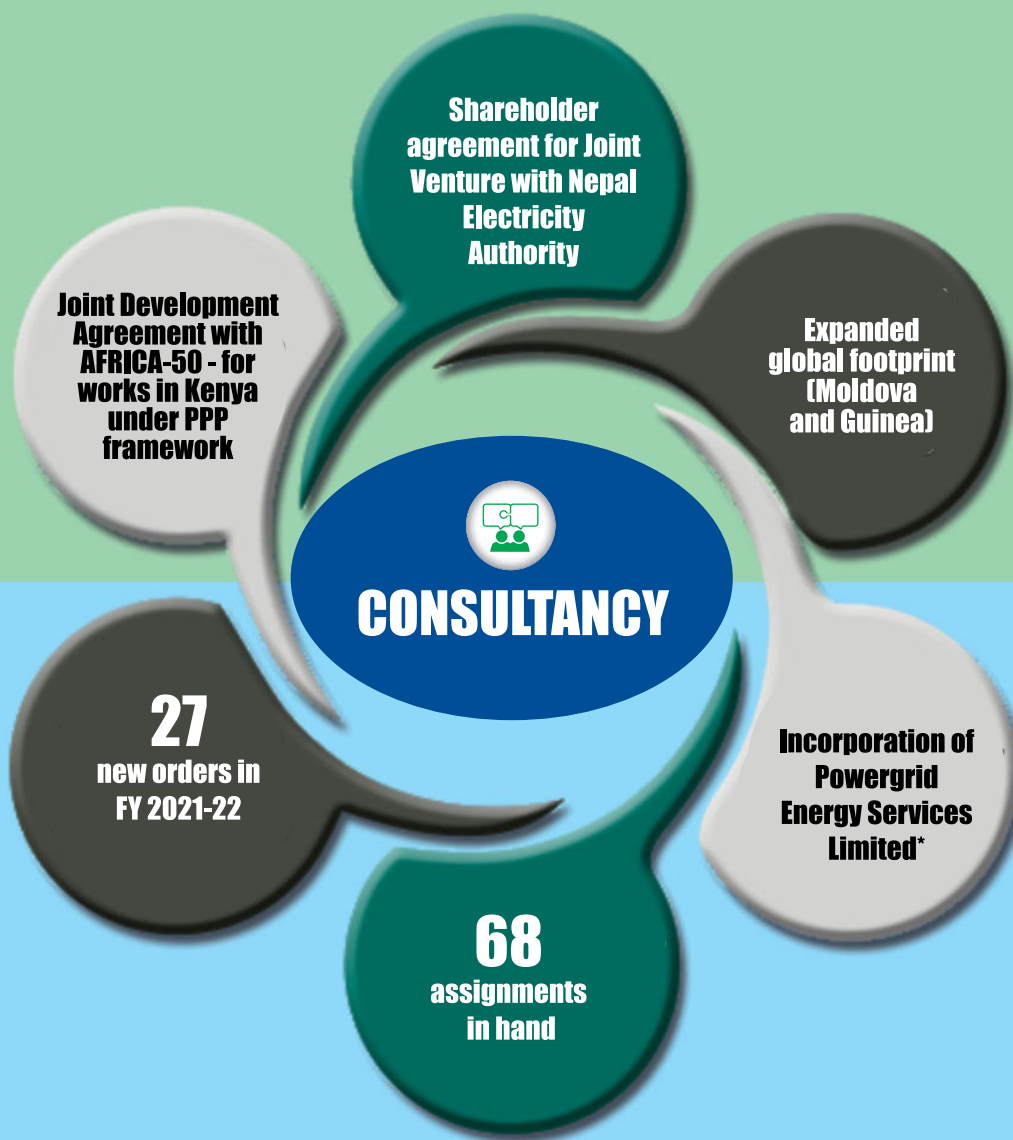 Shareholder
agreement for Joint
Venture with Nepal
Electricity
Authority
Joint Development
Agreement with
AFRICA-50 - for
works in Kenya
under PPP
framework
Expanded
global footprint
(Moldova
and Guinea)
CONSULTANCY
27
new orders in
FY 2021-22
Incorporation of
Powergrid
Energy Services
Limited*
68
assignments
in hand